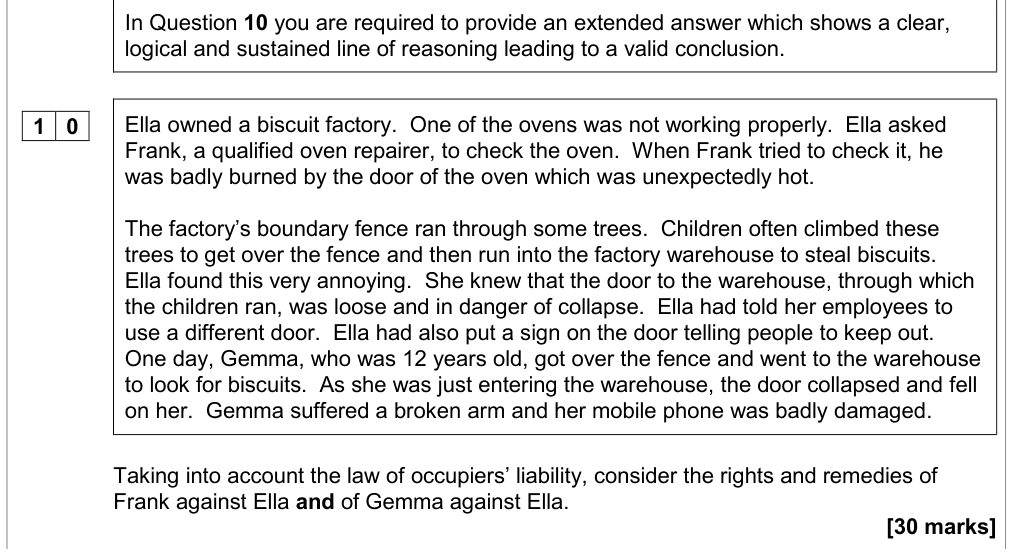 In Question 10 you are required to provide an extended answer which shows a clear,
logical and sustained line of reasoning leading to a valid conclusion.
1 0
Ella owned a biscuit factory.  One of the ovens was not working properly.  Ella asked
Frank, a qualified oven repairer, to check the oven.  When Frank tried to check it, he
was badly burned by the door of the oven which was unexpectedly hot.
The factory's boundary fence ran through some trees.  Children often climbed these
trees to get over the fence and then run into the factory warehouse to steal biscuits.
Ella found this very annoying.  She knew that the door to the warehouse, through which
the children ran, was loose and in danger of collapse.  Ella had told her employees to
use a different door.  Ella had also put a sign on the door telling people to keep out.
One day, Gemma, who was 12 years old, got over the fence and went to the warehouse
to look for biscuits.  As she was just entering the warehouse, the door collapsed and fell
on her.  Gemma suffered a broken arm and her mobile phone was badly damaged.
Taking into account the law of occupiers' liability, consider the rights and remedies of
Frank against Ella and of Gemma against Ella.
[30 marks]